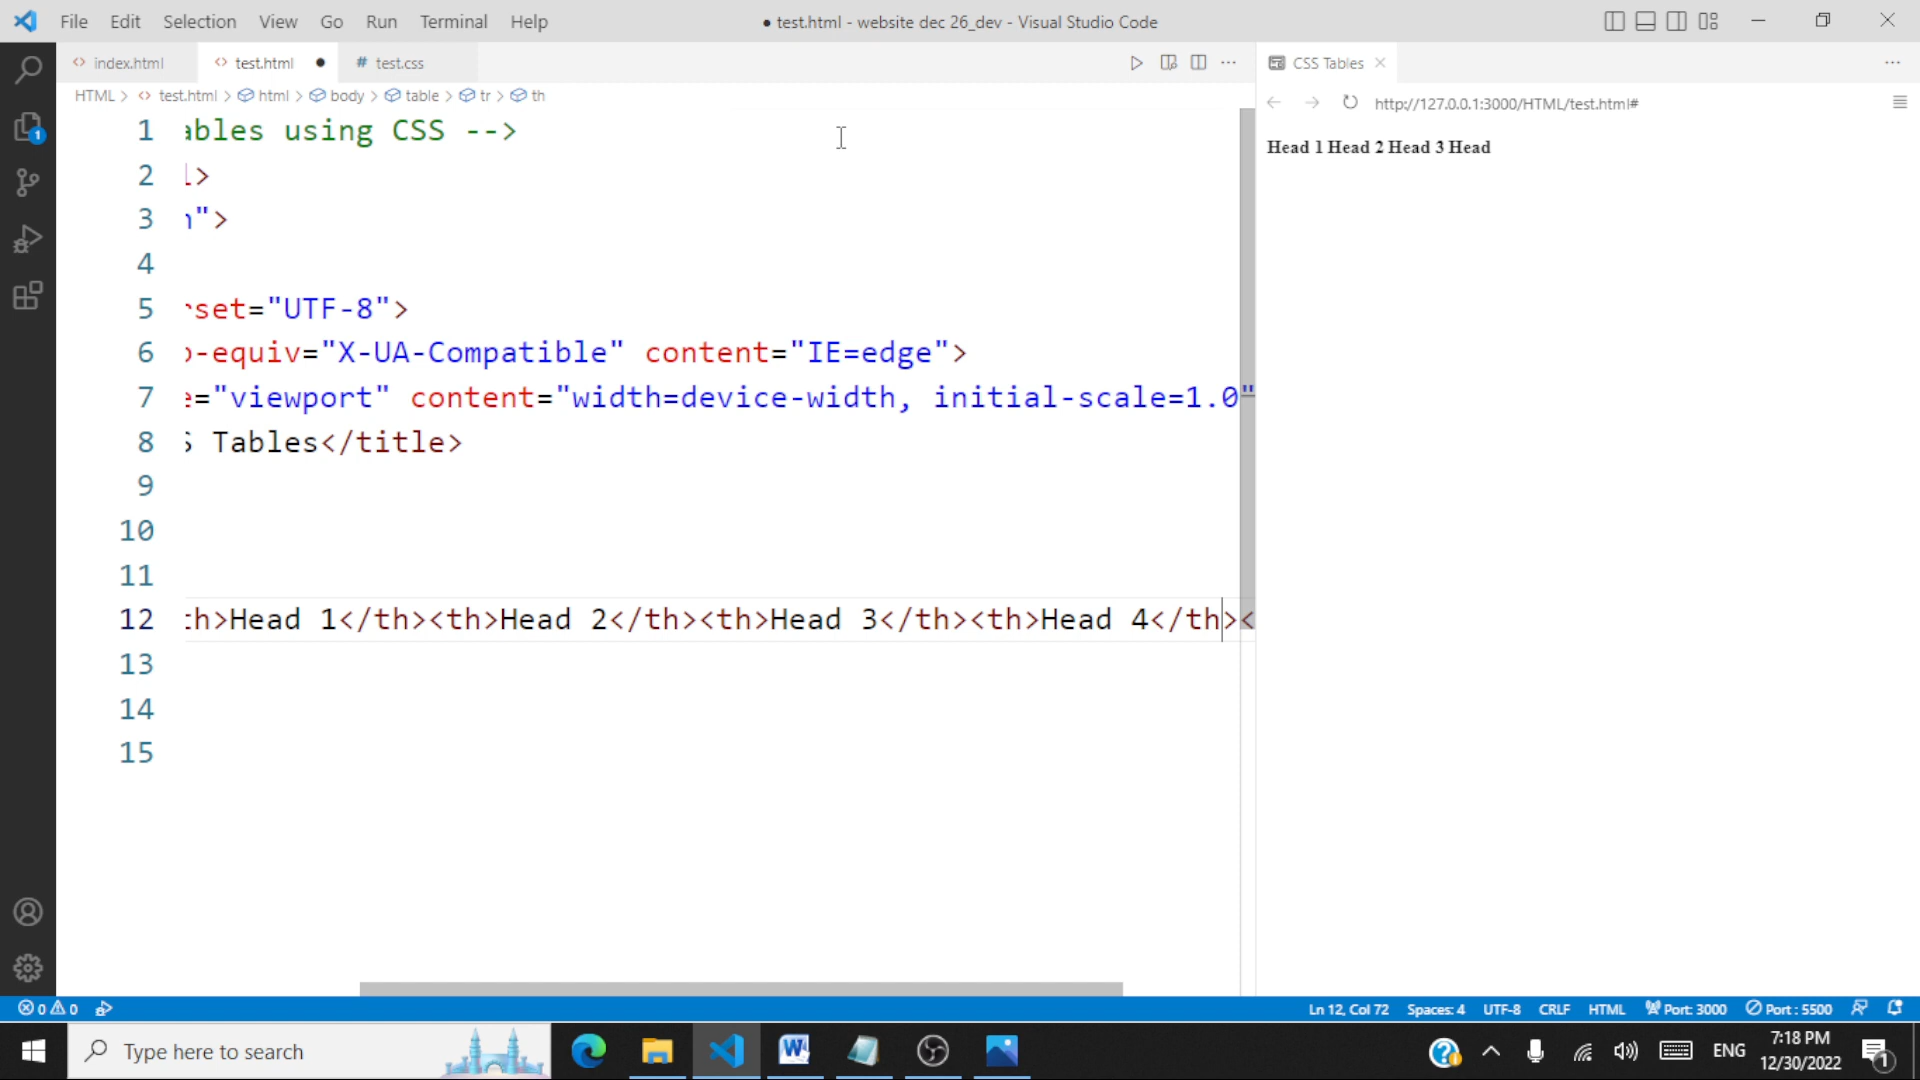 File Edit Selection View Go Run Terminal Help
● test.html - website dec 26_dev - Visual Studio Code
<> index.html
<> test.html ●
# test.css
CSS Tables
HTML > <> test.html > html > body > table > tr > th
http://127.0.0.1:3000/HTML/test.html#
1 ables using CSS -->
2 l>
3 n">
4
5 rset="UTF-8">
6 p-equiv="X-UA-Compatible" content="IE=edge">
7 e="viewport" content="width=device-width, initial-scale=1.0"
8 S Tables</title>
9
10
11
12 th>Head 1</th><th>Head 2</th><th>Head 3</th><th>Head 4</th><
13
14
15
Head 1 Head 2 Head 3 Head
1
0 0
Ln 12, Col 72 Spaces: 4 UTF-8 CRLF HTML Port: 3000 Port : 5500
Type here to search
ENG
7:18 PM
12/30/2022
1